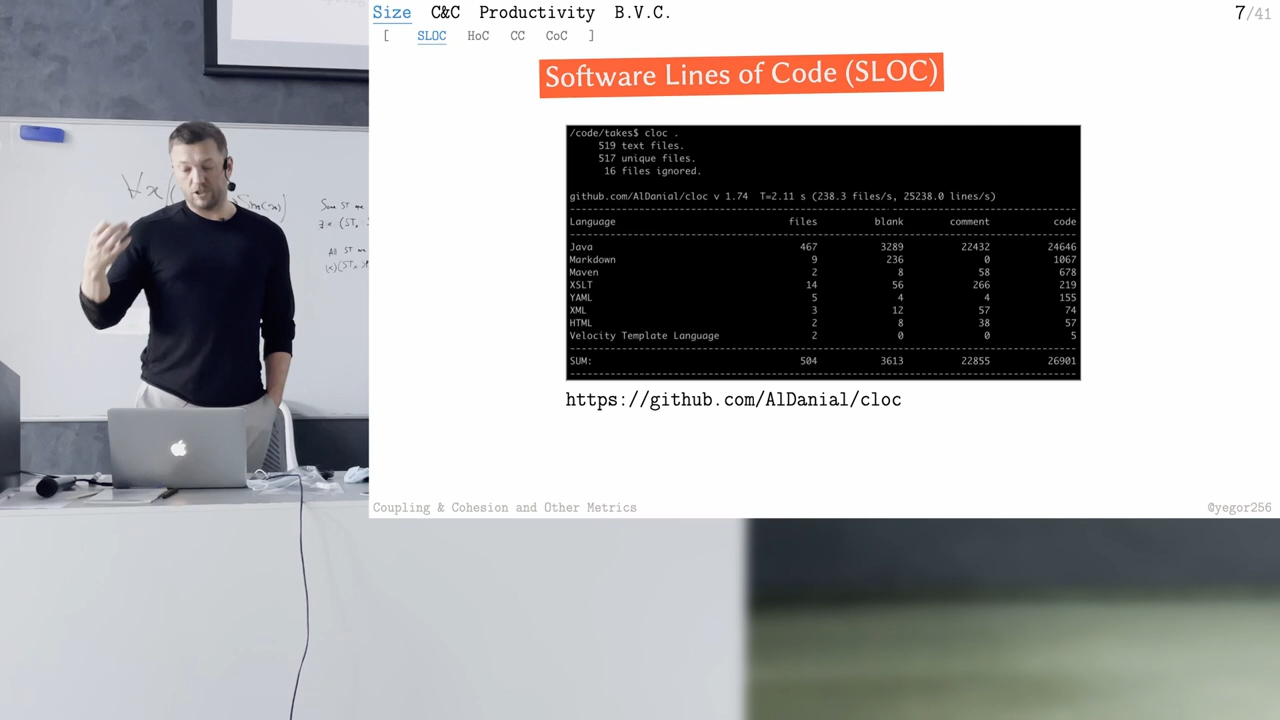 Size C&C Productivity B.V.C. 7/41
[ SLOC HoC CC CoC ]
Software Lines of Code (SLOC)
/code/takes$ cloc .
519 text files.
517 unique files.
16 files ignored.
github.com/AlDanial/cloc v 1.74 T=2.11 s (238.3 files/s, 25238.0 lines/s)
Language files blank comment code
Java 467 3289 22432 24646
Markdown 9 236 0 1067
Maven 2 8 58 678
XSLT 14 56 266 219
YAML 5 4 4 155
XML 3 12 57 74
HTML 2 8 38 57
Velocity Template Language 2 0 0 5
SUM: 504 3613 22855 26901
https://github.com/AlDanial/cloc
Coupling & Cohesion and Other Metrics @yegor256